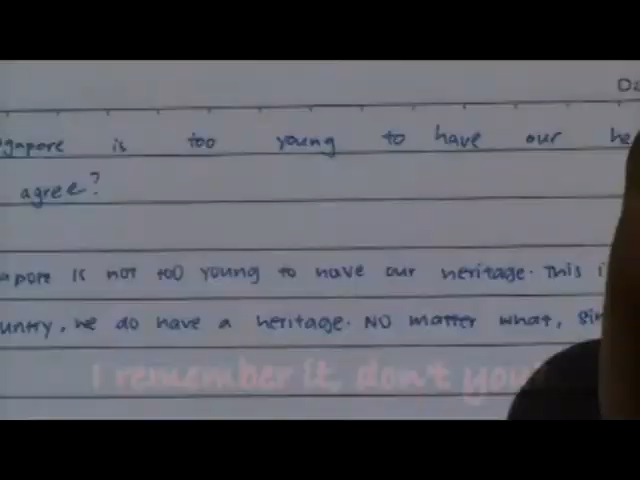 gapore is too young to have our he
agree?
apore is not too young to have our heritage. This i
untry, we do have a heritage. No matter what, sin
I remember it, don't you?